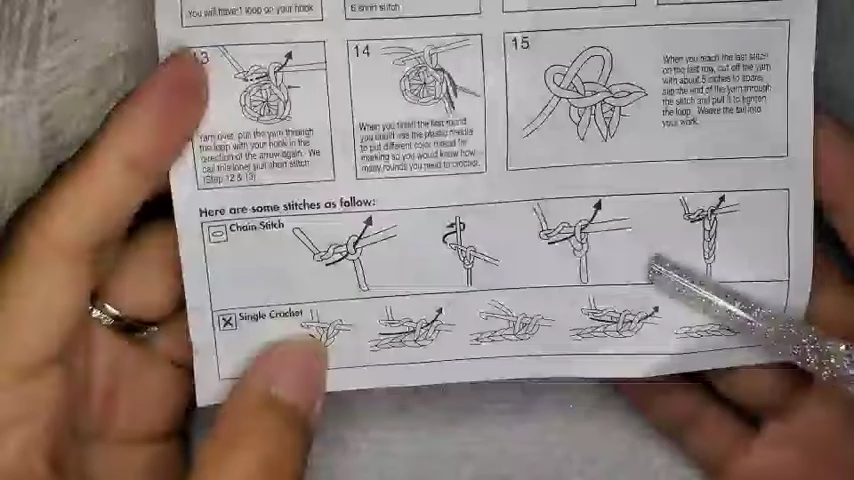 You will have 1 loop on your hook
6 short stitch
13
14
15
Yarn over, pull the yarn through
the loop with your hook in the
direction of the arrow again. We
call this short stitch
(Step 12 & 13)
When you finish the first round
you could use the plastic needle
to put different color thread for
marking so you would know how
many rounds you need to crochet.
When you reach the last stitch
on the last row, cut off the yarn
with about 5 inches to spare,
slip the end of the yarn through
the stitch and pull it to tighten
the loop. Weave the tail into
your work.
Here are some stitches as follow:
Chain Stitch
X Single Crochet